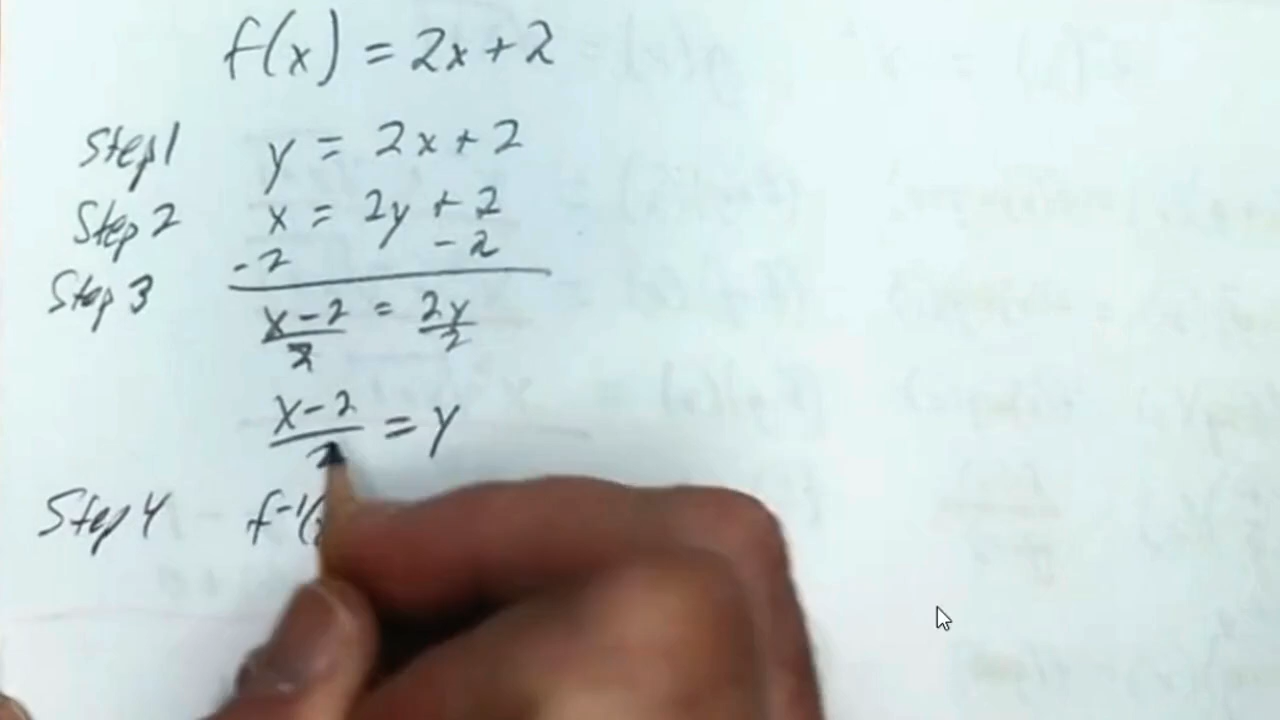 f(x) = 2x+2
Step 1 y = 2x + 2
Step 2 x = 2y + 2
-2 - 2
Step 3 x-2/2 = 2y/2
x-2/2 = y
Step 4 f-1(